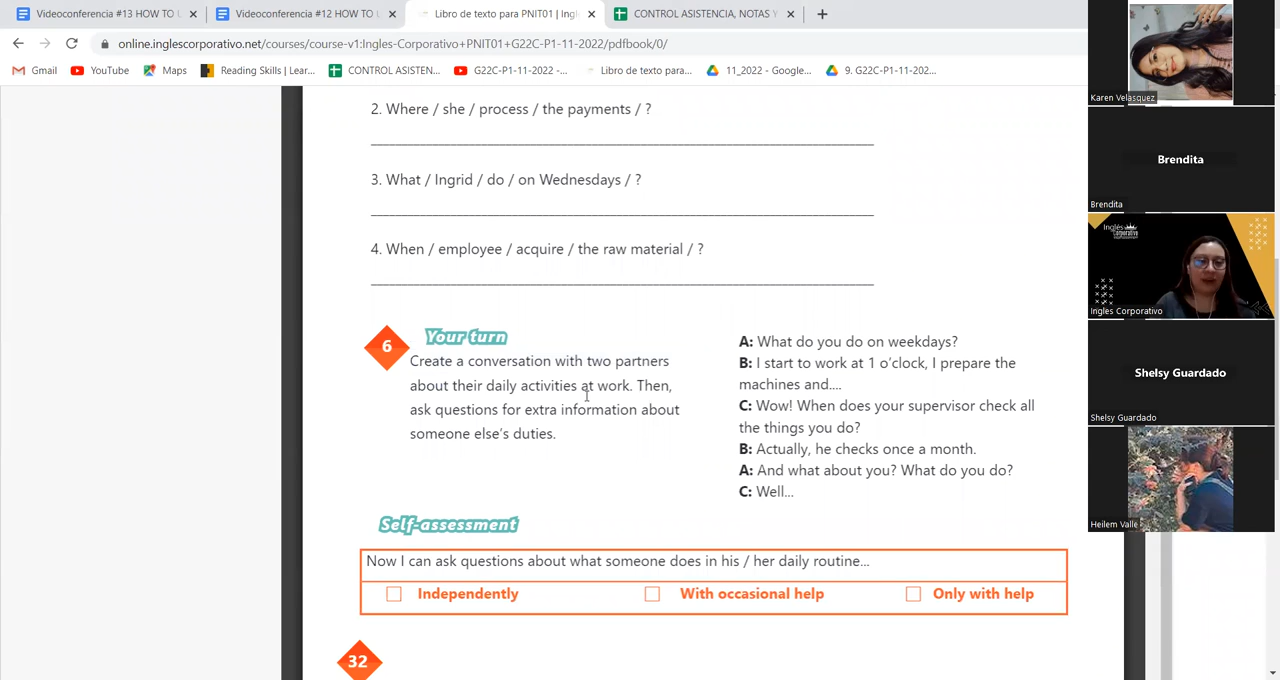 Videoconferencia #13 HOW TO U
Videoconferencia #12 HOW TO U
Libro de texto para PNIT01 | Ingl
CONTROL ASISTENCIA, NOTAS Y
online.inglescorporativo.net/courses/course-v1:Ingles-Corporativo+PNIT01+G22C-P1-11-2022/pdfbook/0/
Gmail
YouTube
Maps
Reading Skills | Lear...
CONTROL ASISTEN...
G22C-P1-11-2022 -...
Libro de texto para...
11_2022 - Google...
9. G22C-P1-11-202...
2. Where / she / process / the payments / ?
3. What / Ingrid / do / on Wednesdays / ?
4. When / employee / acquire / the raw material / ?
6
Your turn
Create a conversation with two partners
about their daily activities at work. Then,
ask questions for extra information about
someone else's duties.
A: What do you do on weekdays?
B: I start to work at 1 o'clock, I prepare the
machines and....
C: Wow! When does your supervisor check all
the things you do?
B: Actually, he checks once a month.
A: And what about you? What do you do?
C: Well...
Self-assessment
Now I can ask questions about what someone does in his / her daily routine...
Independently
With occasional help
Only with help
32
Karen Velasquez
Brendita
Brendita
Inglés
Corporativo
Ingles Corporativo
Shelsy Guardado
Shelsy Guardado
Heilem Valle